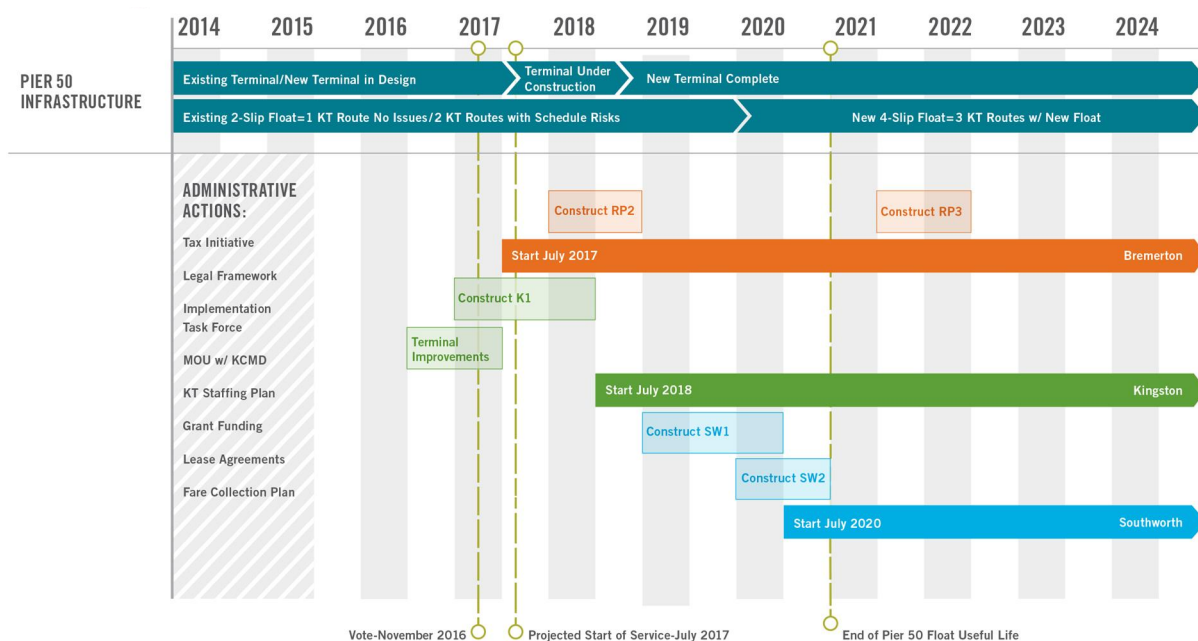 2014 2015 2016 2017 2018 2019 2020 2021 2022 2023 2024
PIER 50
INFRASTRUCTURE
Existing Terminal/New Terminal in Design
Terminal Under
Construction
New Terminal Complete
Existing 2-Slip Float=1 KT Route No Issues/2 KT Routes with Schedule Risks
New 4-Slip Float=3 KT Routes w/ New Float
ADMINISTRATIVE
ACTIONS:
Tax Initiative
Legal Framework
Implementation
Task Force
MOU w/ KCMD
KT Staffing Plan
Grant Funding
Lease Agreements
Fare Collection Plan
Construct RP2
Construct RP3
Start July 2017
Bremerton
Construct K1
Terminal
Improvements
Start July 2018
Kingston
Construct SW1
Construct SW2
Start July 2020
Southworth
Vote-November 2016
Projected Start of Service-July 2017
End of Pier 50 Float Useful Life